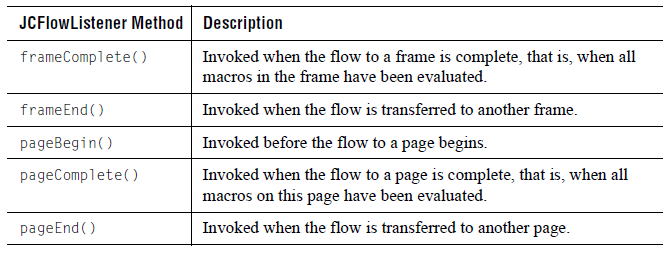 JCFlowListener Method Description
frameComplete() Invoked when the flow to a frame is complete, that is, when all
macros in the frame have been evaluated.
frameEnd() Invoked when the flow is transferred to another frame.
pageBegin() Invoked before the flow to a page begins.
pageComplete() Invoked when the flow to a page is complete, that is, when all
macros on this page have been evaluated.
pageEnd() Invoked when the flow is transferred to another page.